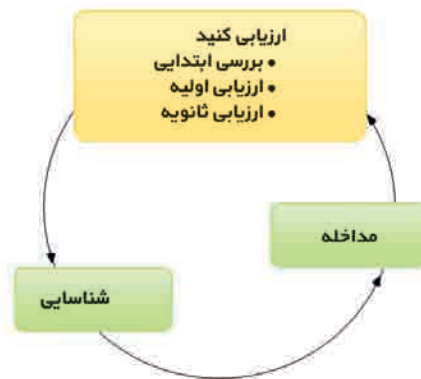 ارزیابی کنید
• بررسی ابتدایی
• ارزیابی اولیه
• ارزیابی ثانویه
مداخله
شناسایی